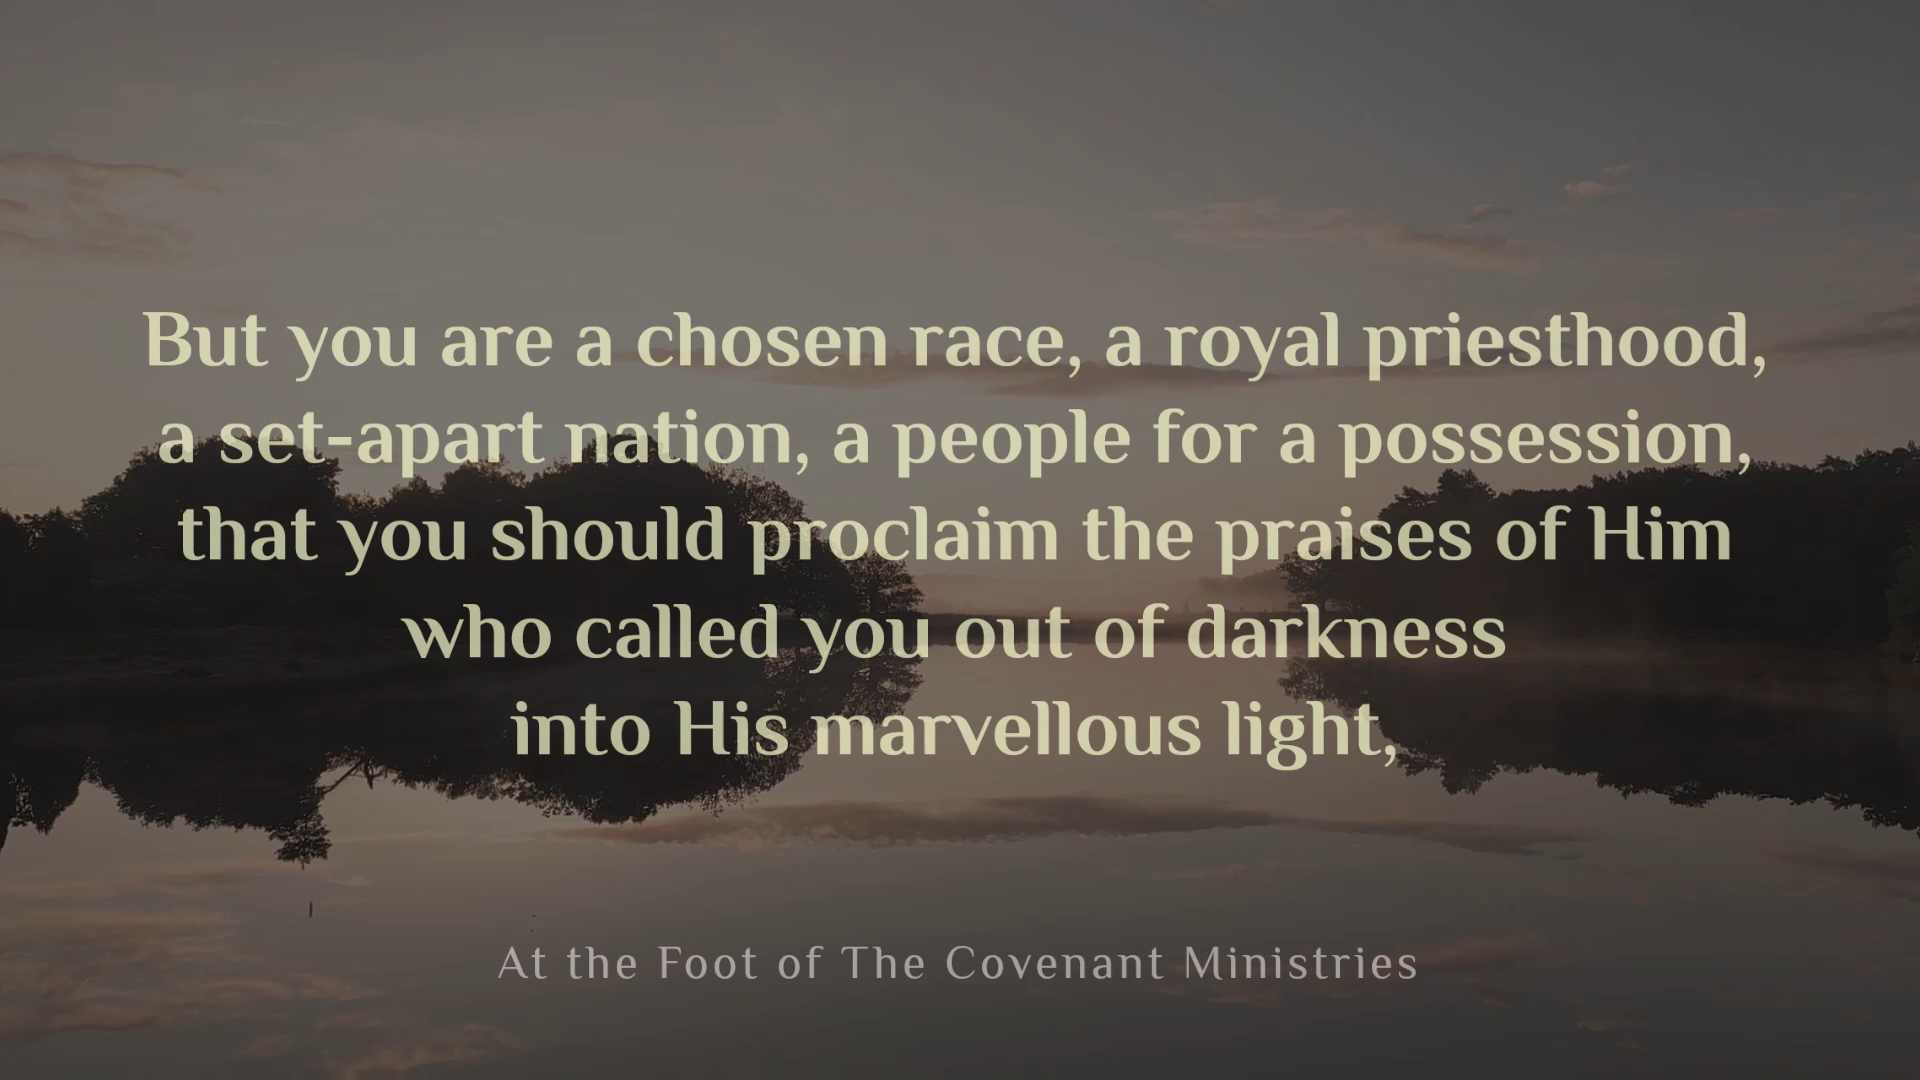 But you are a chosen race, a royal priesthood,
a set-apart nation, a people for a possession,
that you should proclaim the praises of Him
who called you out of darkness
into His marvellous light,
At the Foot of The Covenant Ministries